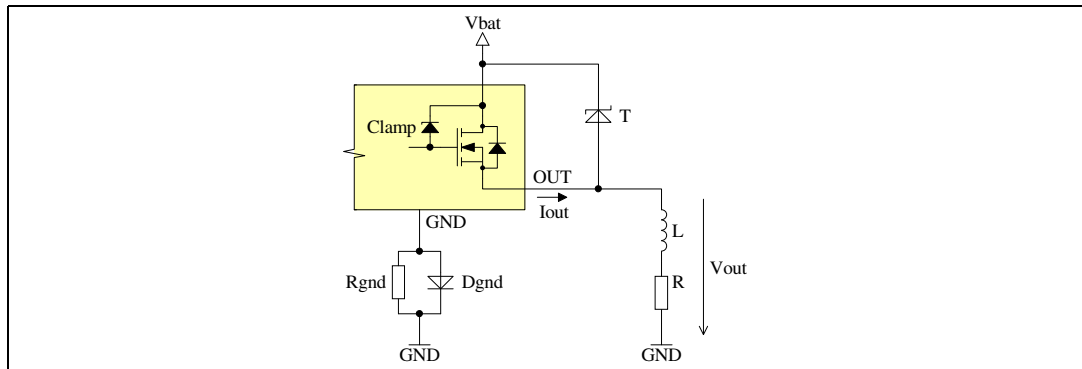 Vbat
Clamp
T
OUT
Iout
GND
L
Rgnd
Dgnd
R
Vout
GND
GND